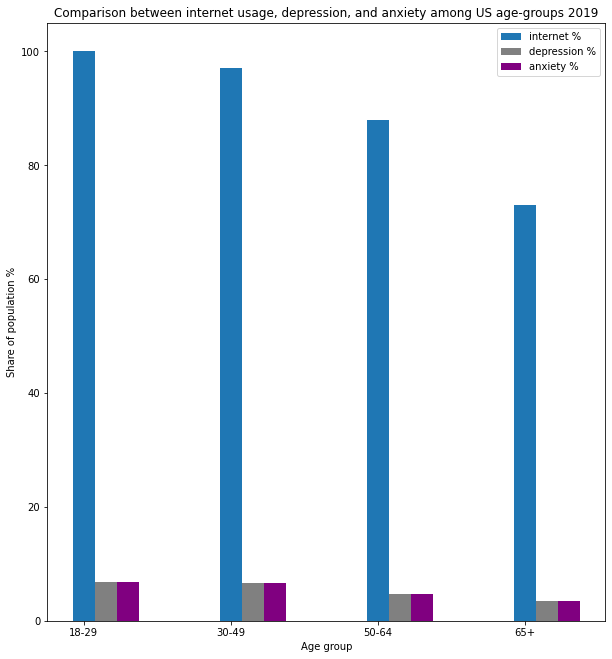 Comparison between internet usage, depression, and anxiety among US age-groups 2019
internet %
depression %
anxiety %
100
80
60
40
20
0
Share of population %
18-29
30-49
50-64
65+
Age group